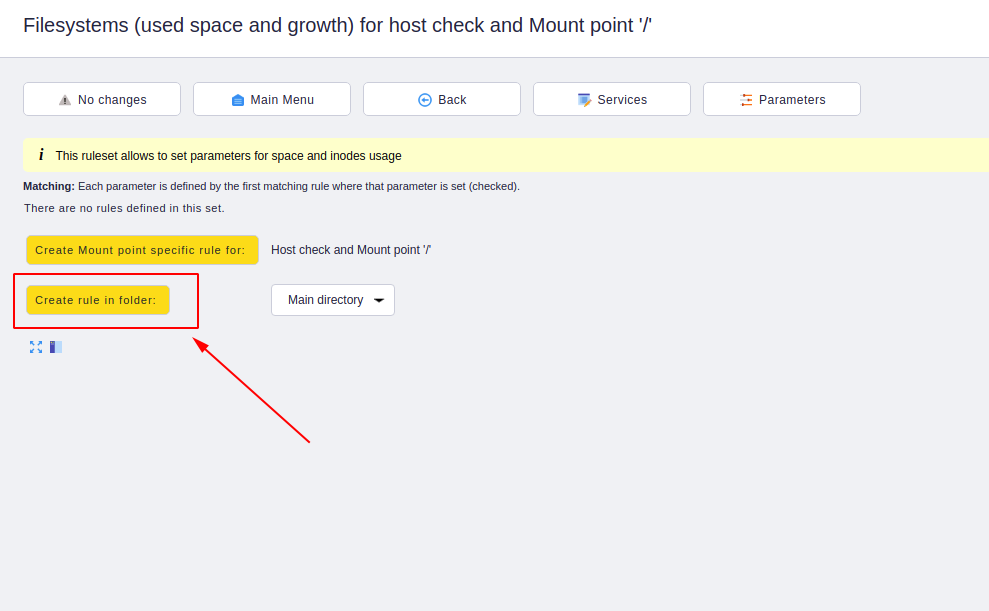 Filesystems (used space and growth) for host check and Mount point '/'
No changes Main Menu Back Services Parameters
i This ruleset allows to set parameters for space and inodes usage
Matching: Each parameter is defined by the first matching rule where that parameter is set (checked).
There are no rules defined in this set.
Create Mount point specific rule for: Host check and Mount point '/'
Create rule in folder: Main directory